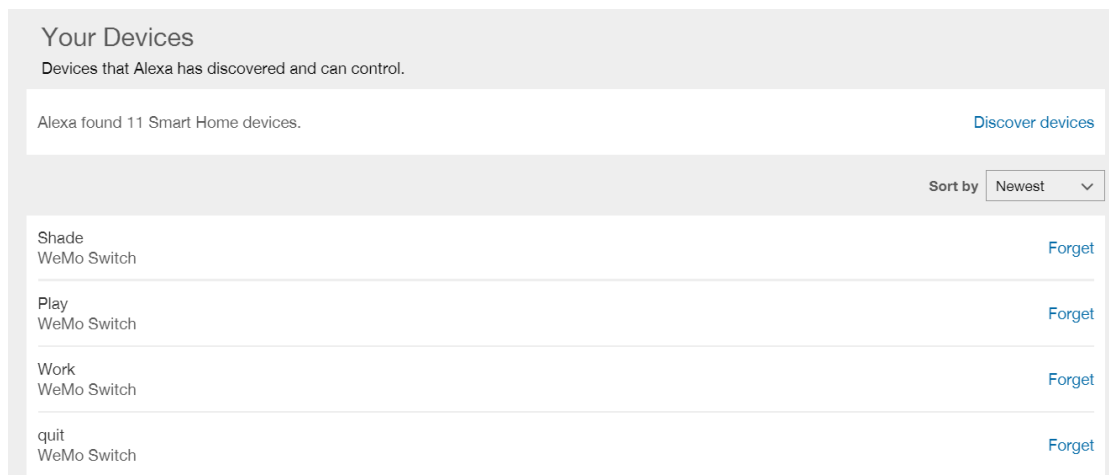 Your Devices
Devices that Alexa has discovered and can control.
Alexa found 11 Smart Home devices. Discover devices
Sort by Newest
Shade
WeMo Switch
Forget
Play
WeMo Switch
Forget
Work
WeMo Switch
Forget
quit
WeMo Switch
Forget